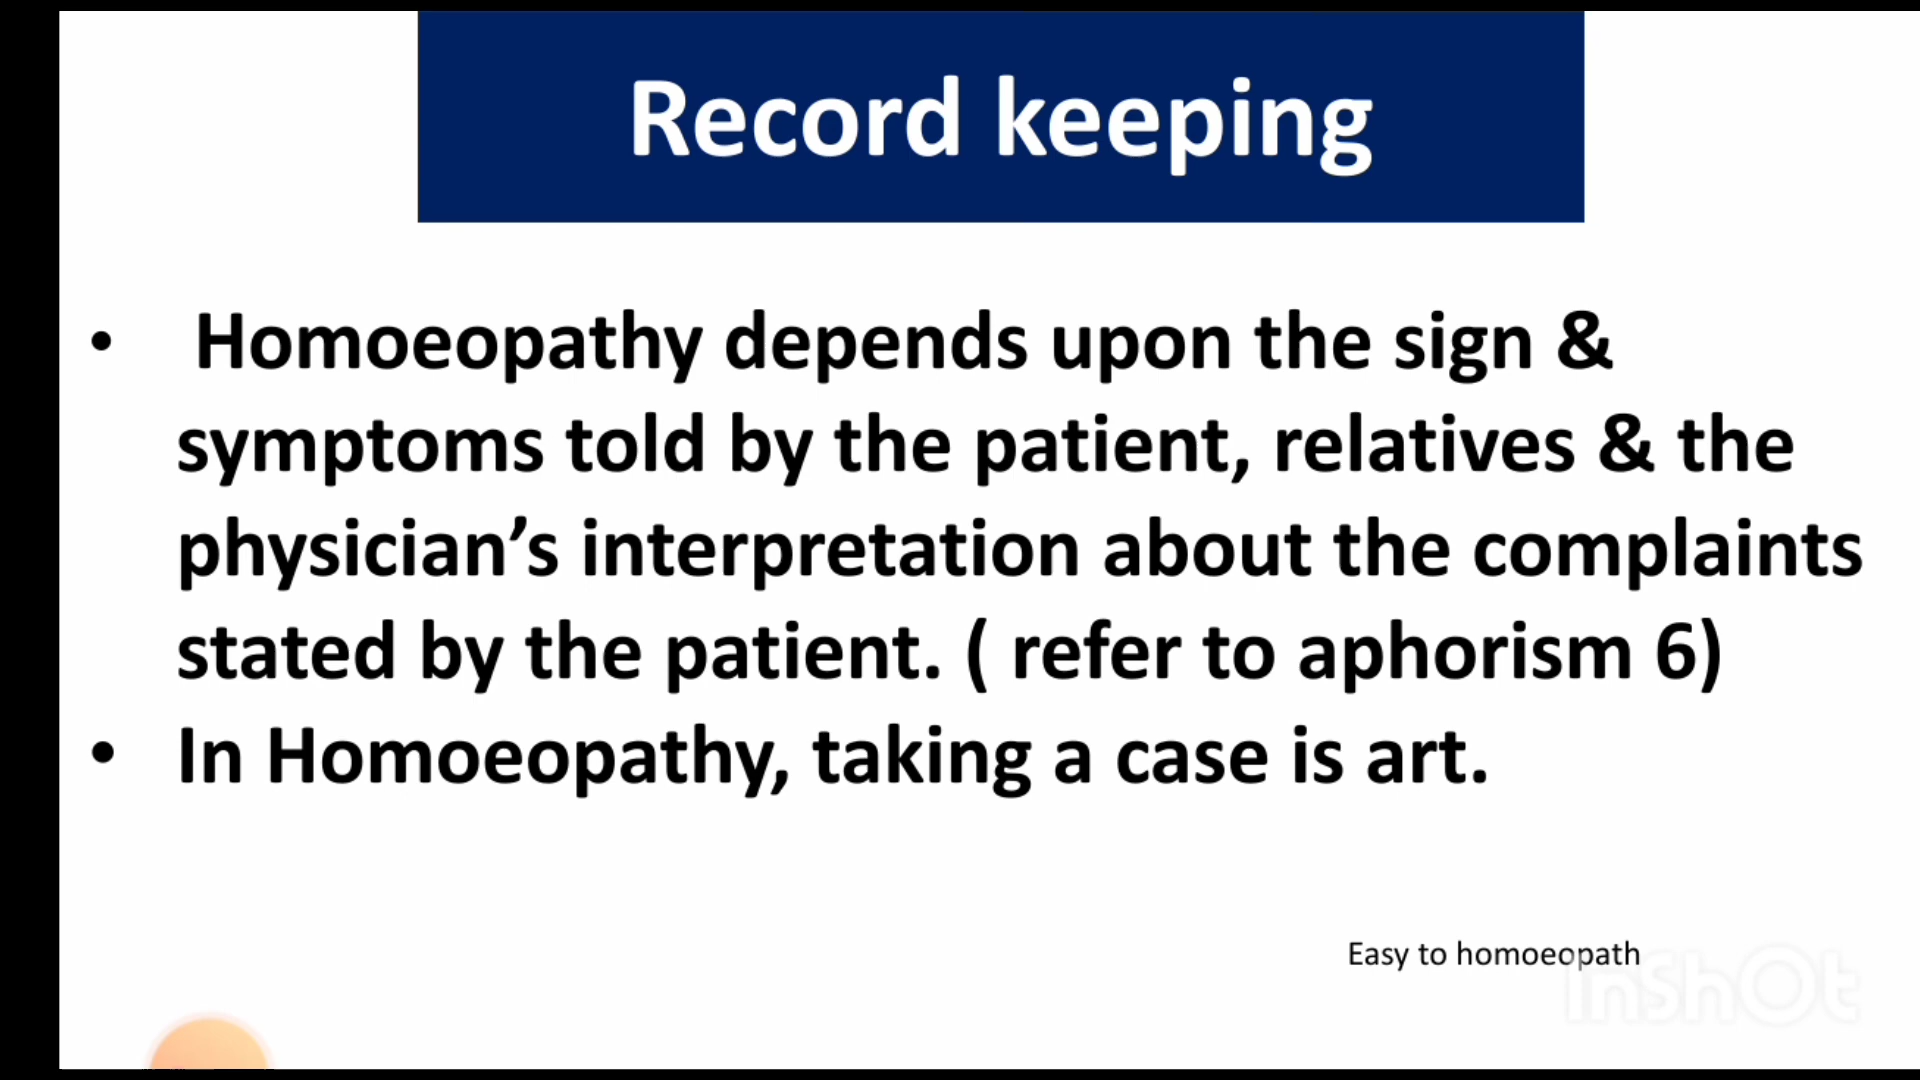 Record keeping
• Homoeopathy depends upon the sign &
symptoms told by the patient, relatives & the
physician’s interpretation about the complaints
stated by the patient. ( refer to aphorism 6)
• In Homoeopathy, taking a case is art.
Easy to homoeopath
InShOt